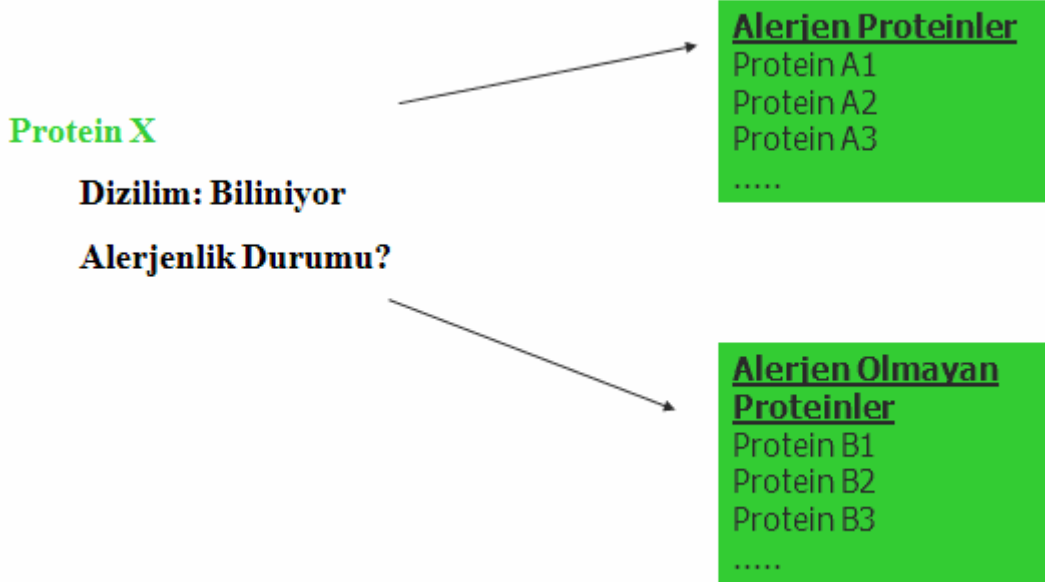 Protein X
Dizilim: Biliniyor
Alerjenlik Durumu?
Alerjen Proteinler
Protein A1
Protein A2
Protein A3
.....
Alerjen Olmayan
Proteinler
Protein B1
Protein B2
Protein B3
.....